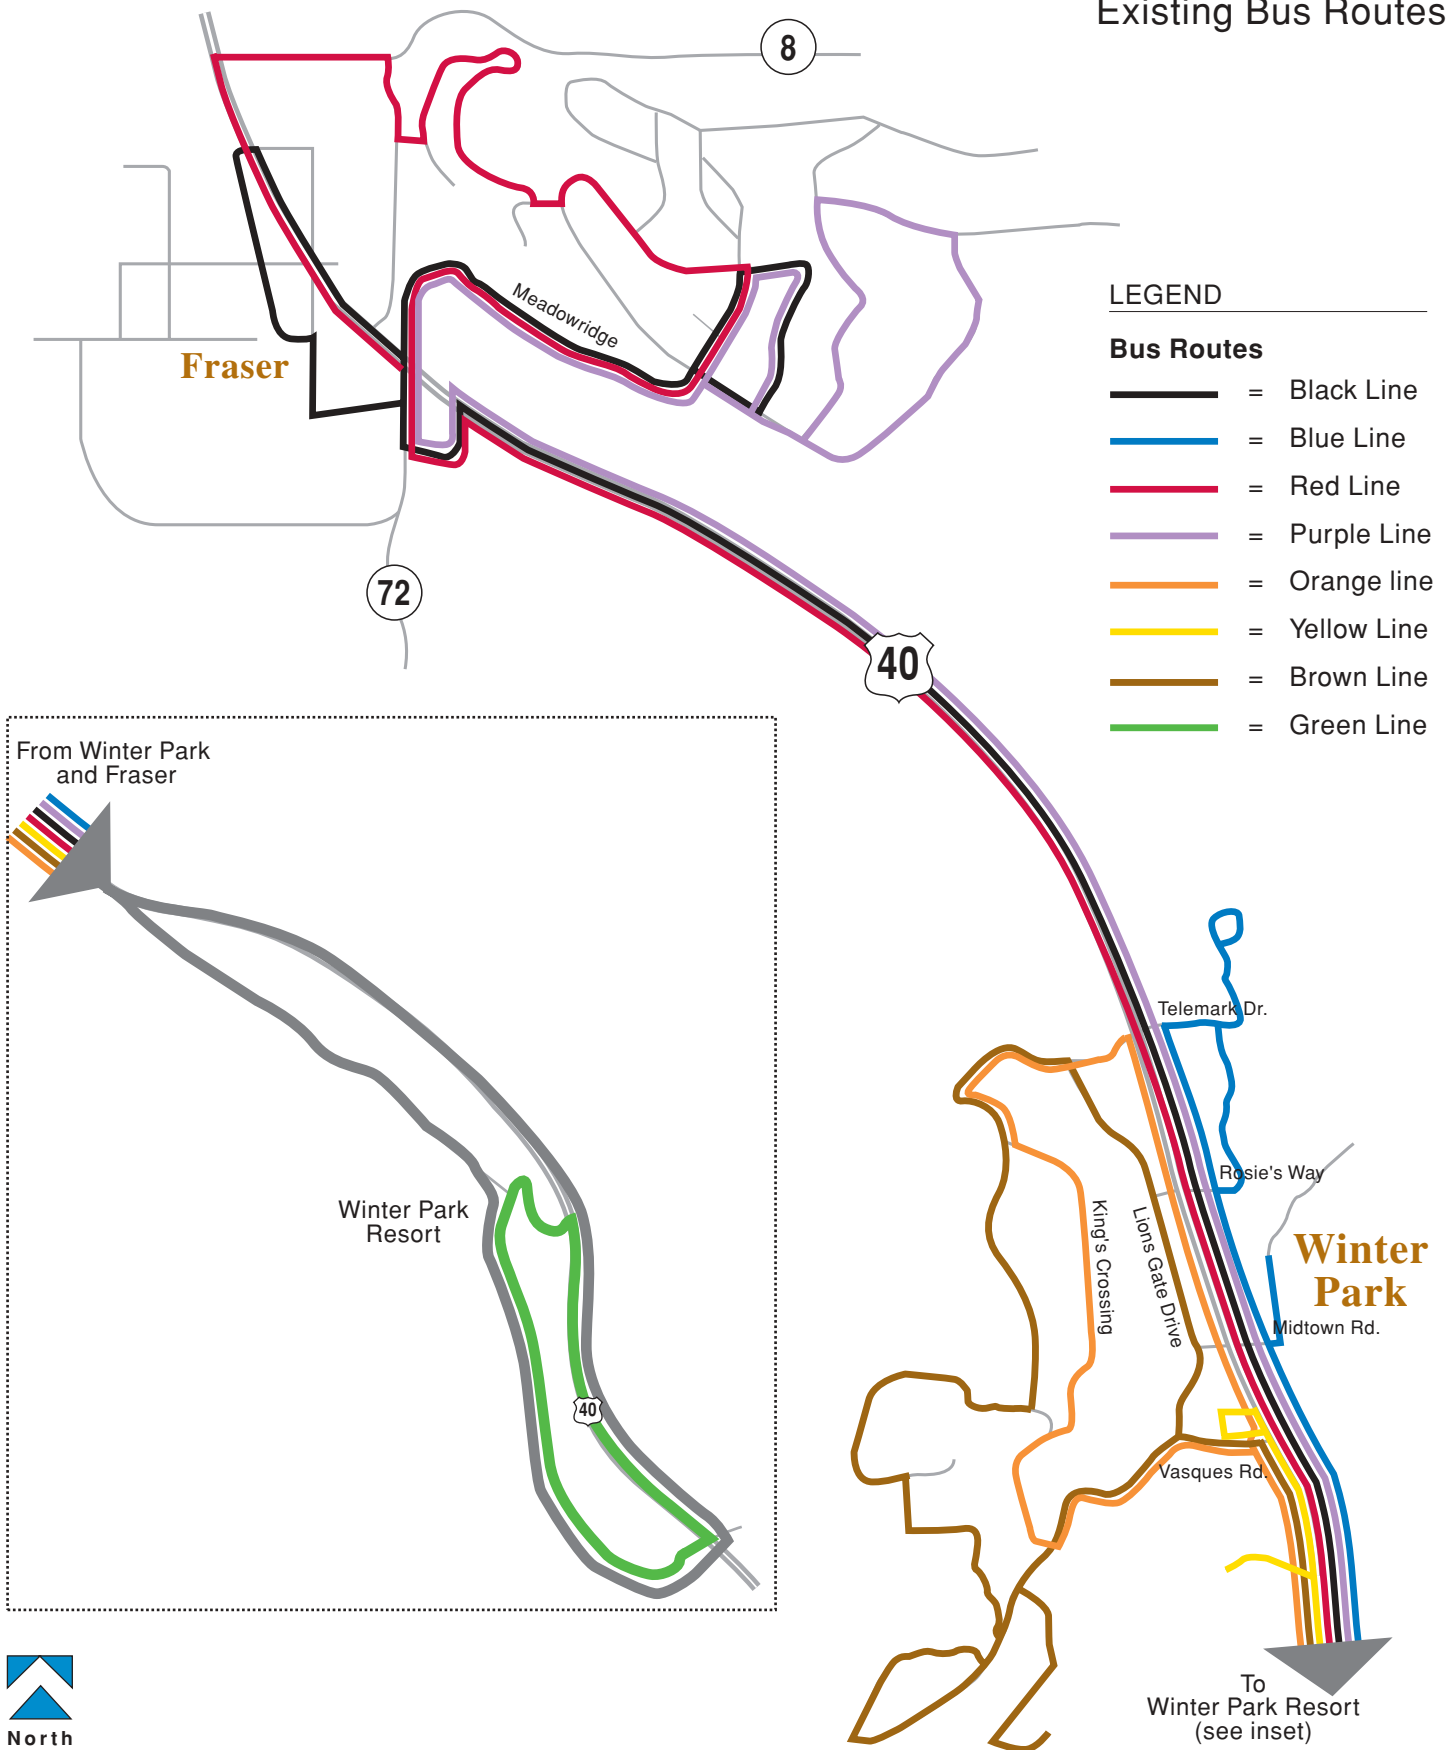 Existing Bus Routes
8
Meadowridge
Fraser
72
40
LEGEND
Bus Routes
= Black Line
= Blue Line
= Red Line
= Purple Line
= Orange line
= Yellow Line
= Brown Line
= Green Line
From Winter Park
and Fraser
Winter Park
Resort
40
Telemark Dr.
Rosie's Way
King's Crossing
Lions Gate Drive
Winter
Park
Midtown Rd.
Vasques Rd.
To
Winter Park Resort
(see inset)
North